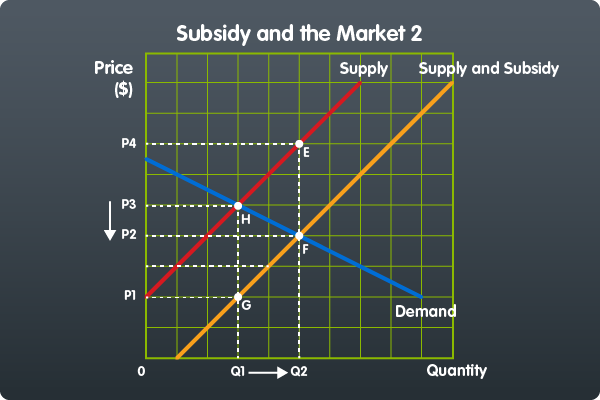 Subsidy and the Market 2
Price
($)
Supply
Supply and Subsidy
P4
E
P3
H
P2
F
P1
G
Demand
0
Q1
Q2
Quantity